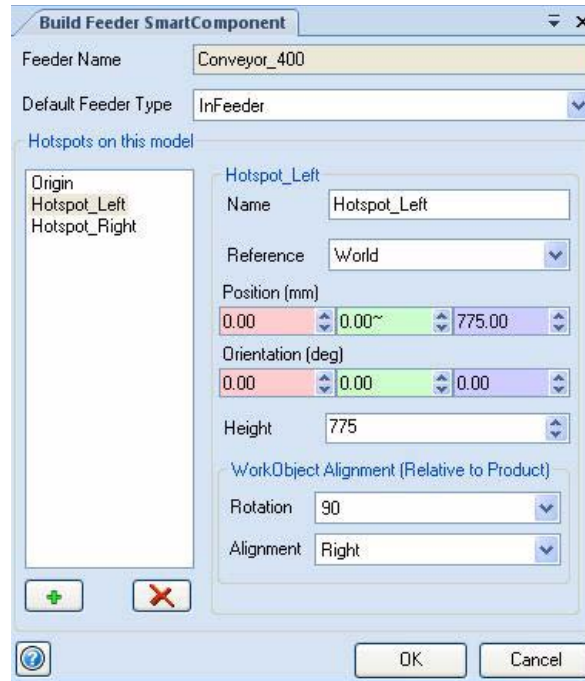 Build Feeder SmartComponent
Feeder Name Conveyor_400
Default Feeder Type InFeeder
Hotspots on this model
Origin
Hotspot_Left
Hotspot_Right
Hotspot_Left
Name Hotspot_Left
Reference World
Position (mm)
0.00 0.00~ 775.00
Orientation (deg)
0.00 0.00 0.00
Height 775
WorkObject Alignment (Relative to Product)
Rotation 90
Alignment Right
OK Cancel